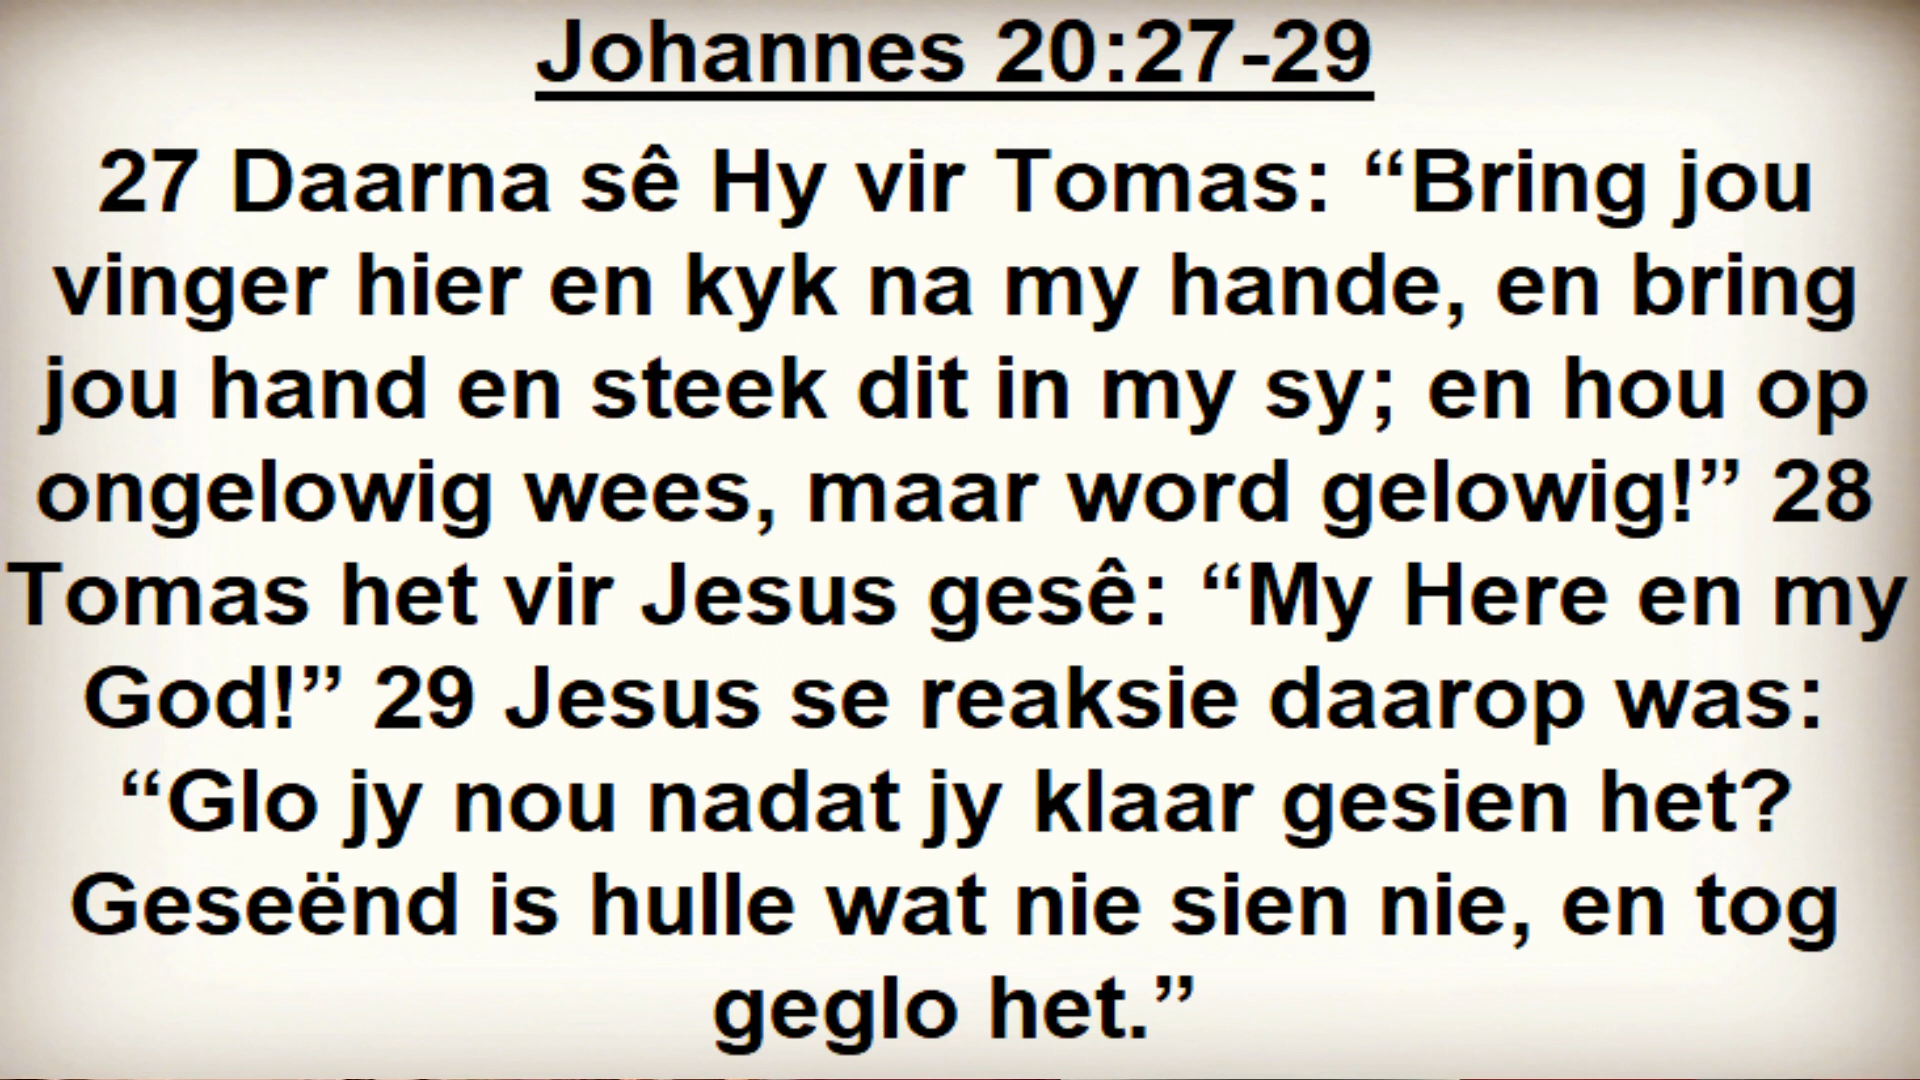 Johannes 20:27-29
27 Daarna sê Hy vir Tomas: “Bring jou
vinger hier en kyk na my hande, en bring
jou hand en steek dit in my sy; en hou op
ongelowig wees, maar word gelowig!” 28
Tomas het vir Jesus gesê: “My Here en my
God!” 29 Jesus se reaksie daarop was:
“Glo jy nou nadat jy klaar gesien het?
Geseënd is hulle wat nie sien nie, en tog
geglo het.”